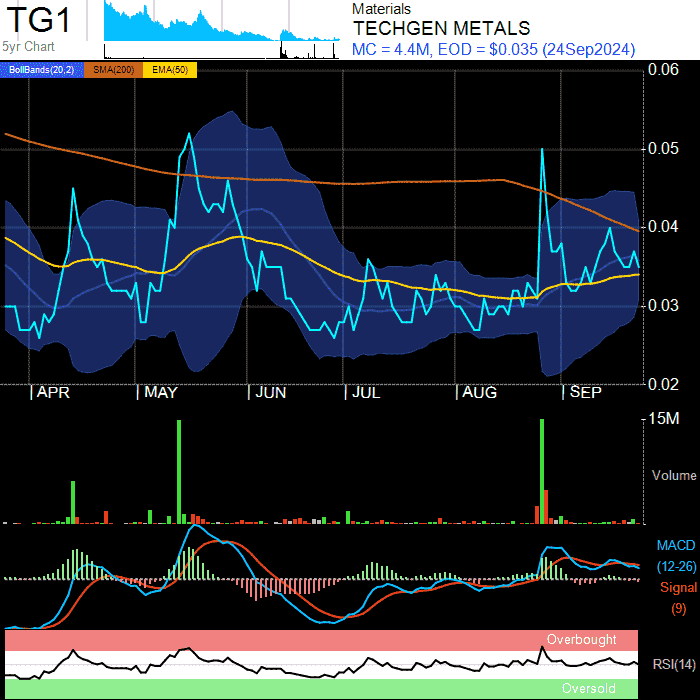 TG1
5yr Chart
Materials
TECHGEN METALS
MC = 4.4M, EOD = $0.035 (24Sep2024)
BollBands(20,2) SMA(200) EMA(50)
0.06
0.05
0.04
0.03
0.02
APR MAY JUN JUL AUG SEP
15M
Volume
MACD
(12-26)
Signal
(9)
Overbought
RSI(14)
Oversold